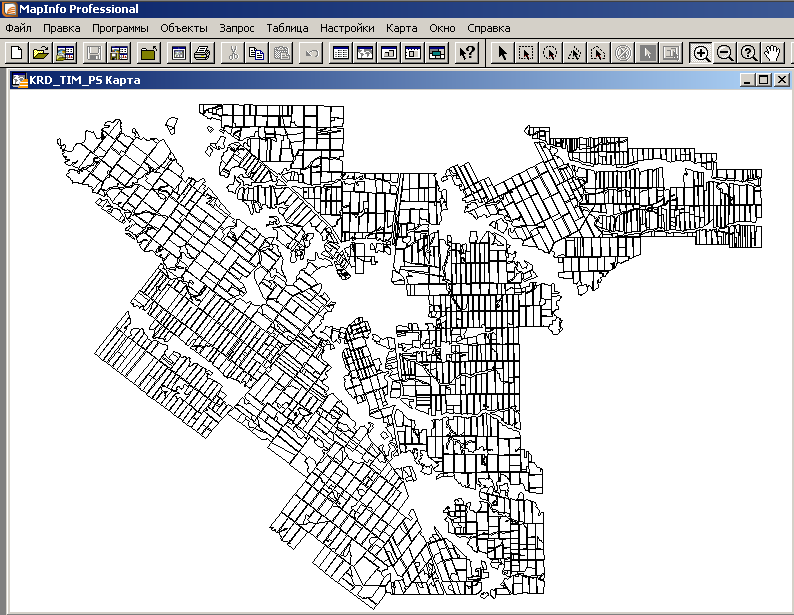 MapInfo Professional
Файл Правка Программы Объекты Запрос Таблица Настройки Карта Окно Справка
KRD_TIM_PS Карта